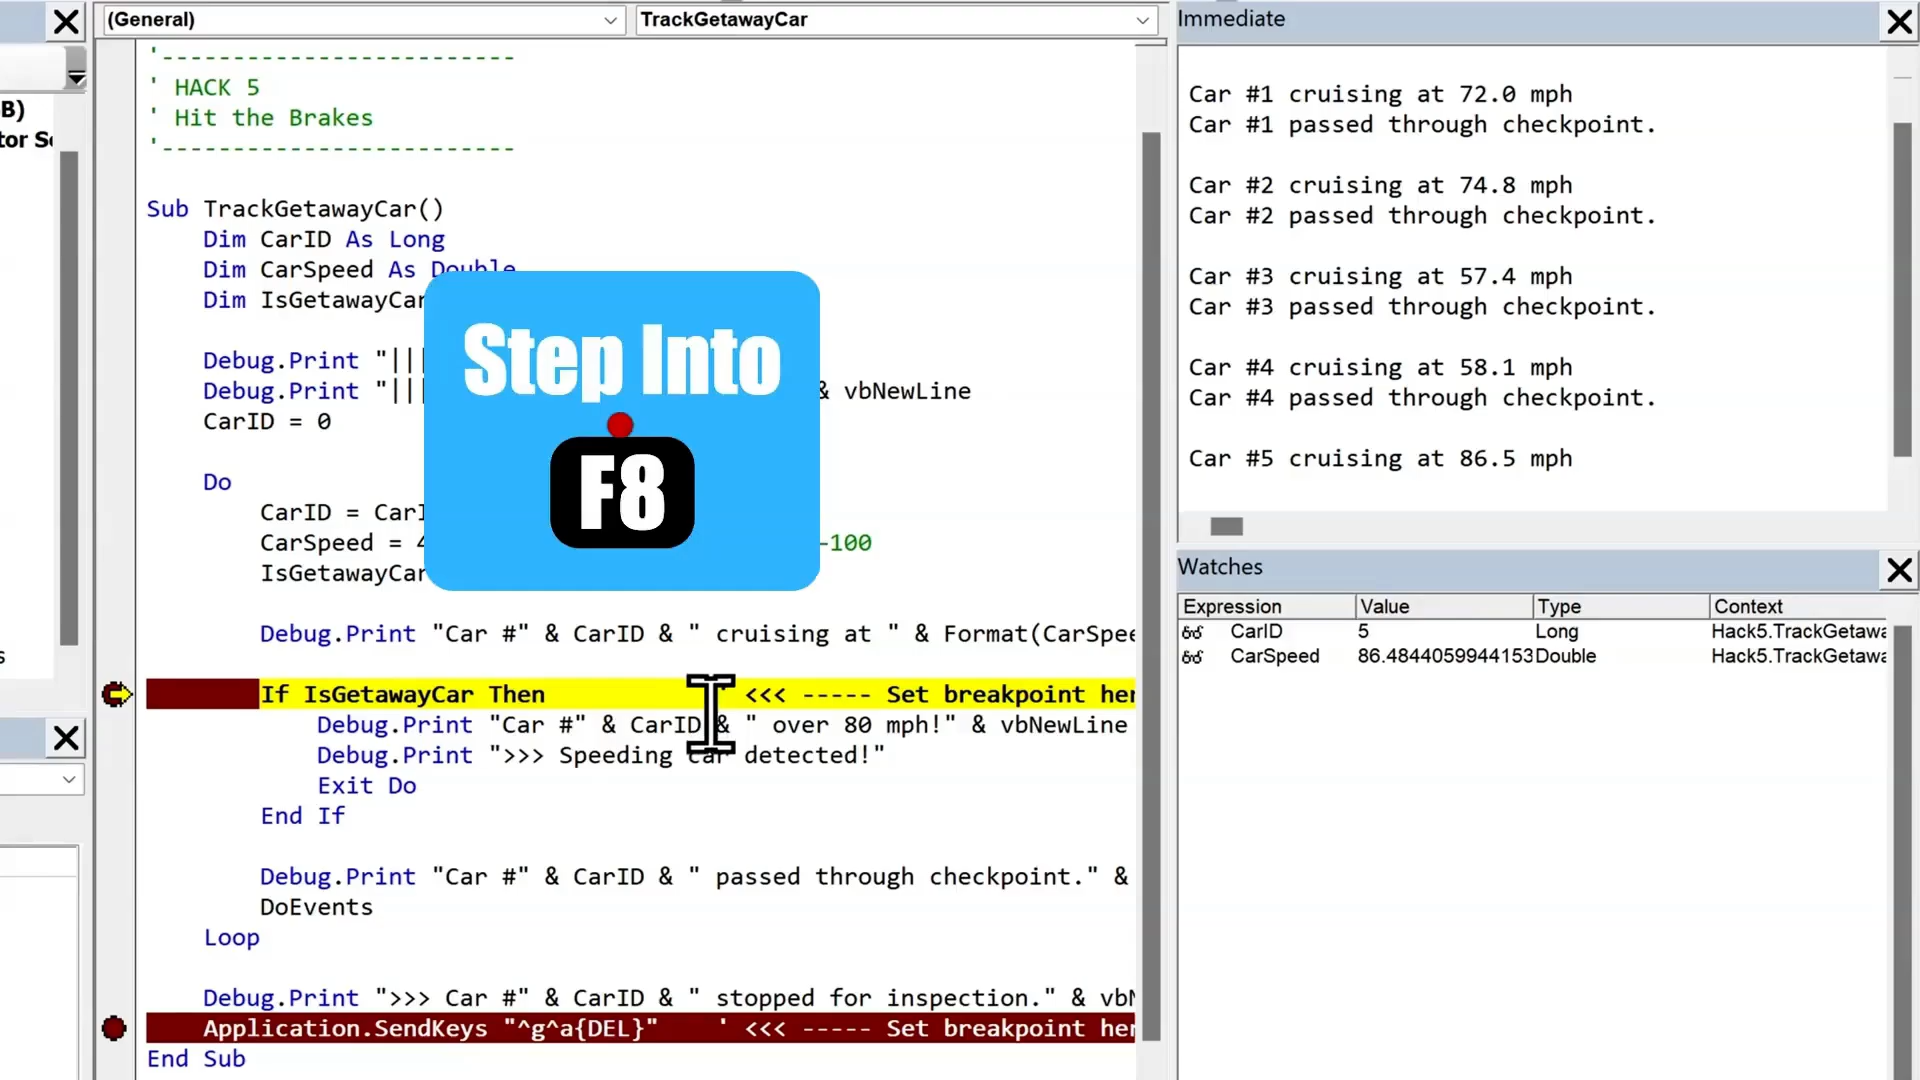 (General)
TrackGetawayCar
B)
'-------------------------
' HACK 5
' Hit the Brakes
'-------------------------
Sub TrackGetawayCar()
Dim CarID As Long
Dim CarSpeed As Double
Dim IsGetawayCar
Debug.Print "|||
Debug.Print "||| & vbNewLine
CarID = 0
Do
CarID = Car
CarSpeed = 4 -100
IsGetawayCar
Debug.Print "Car #" & CarID & " cruising at " & Format(CarSpee
If IsGetawayCar Then ' <<< ----- Set breakpoint her
Debug.Print "Car #" & CarID & " over 80 mph!" & vbNewLine
Debug.Print ">>> Speeding car detected!"
Exit Do
End If
Debug.Print "Car #" & CarID & " passed through checkpoint." &
DoEvents
Loop
Debug.Print ">>> Car #" & CarID & " stopped for inspection." & vbN
Application.SendKeys "^g^a{DEL}" ' <<< ----- Set breakpoint her
End Sub
Step Into
F8
Immediate
Car #1 cruising at 72.0 mph
Car #1 passed through checkpoint.
Car #2 cruising at 74.8 mph
Car #2 passed through checkpoint.
Car #3 cruising at 57.4 mph
Car #3 passed through checkpoint.
Car #4 cruising at 58.1 mph
Car #4 passed through checkpoint.
Car #5 cruising at 86.5 mph
Watches
Expression Value Type Context
CarID 5 Long Hack5.TrackGetawa
CarSpeed 86.4844059944153 Double Hack5.TrackGetawa